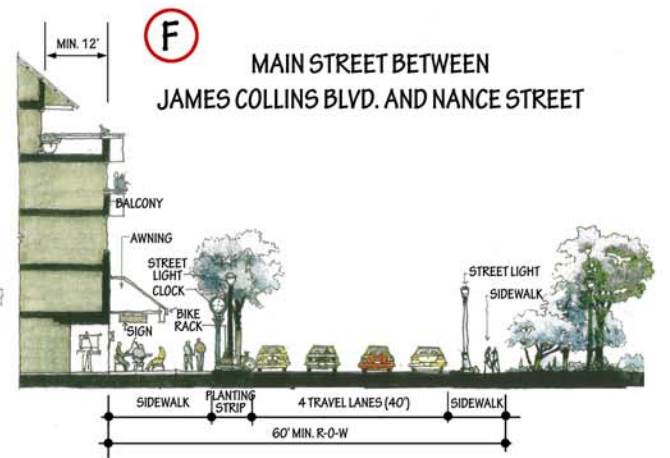 MIN. 12'
F
MAIN STREET BETWEEN
JAMES COLLINS BLVD. AND NANCE STREET
BALCONY
AWNING
STREET
LIGHT
CLOCK
BIKE
RACK
SIGN
STREET LIGHT
SIDEWALK
SIDEWALK
PLANTING
STRIP
4 TRAVEL LANES (40')
SIDEWALK
60' MIN. R-O-W